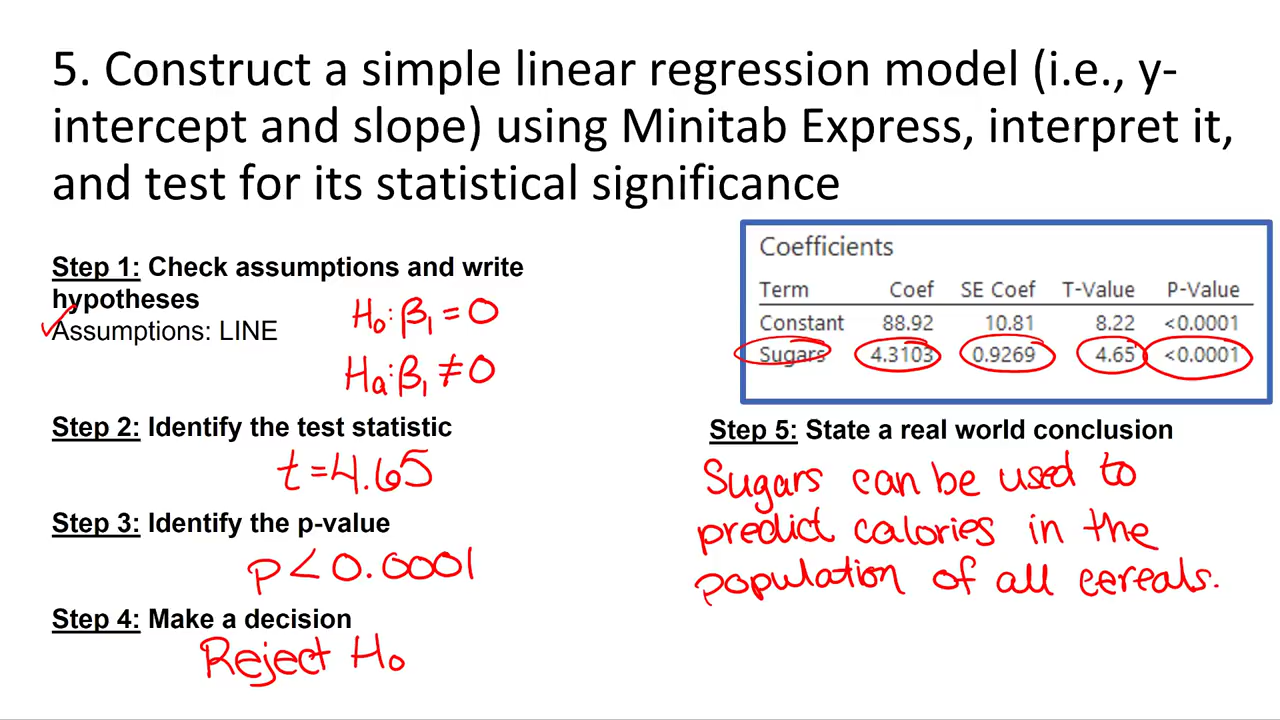 5. Construct a simple linear regression model (i.e., y-
intercept and slope) using Minitab Express, interpret it,
and test for its statistical significance
Step 1: Check assumptions and write
hypotheses
Assumptions: LINE
H₀: β₁ = 0
Hₐ: β₁ ≠ 0
Step 2: Identify the test statistic
t = 4.65
Step 3: Identify the p-value
p < 0.0001
Step 4: Make a decision
Reject H₀
Coefficients
Term Coef SE Coef T-Value P-Value
Constant 88.92 10.81 8.22 <0.0001
Sugars 4.3103 0.9269 4.65 <0.0001
Step 5: State a real world conclusion
Sugars can be used to
predict calories in the
population of all cereals.